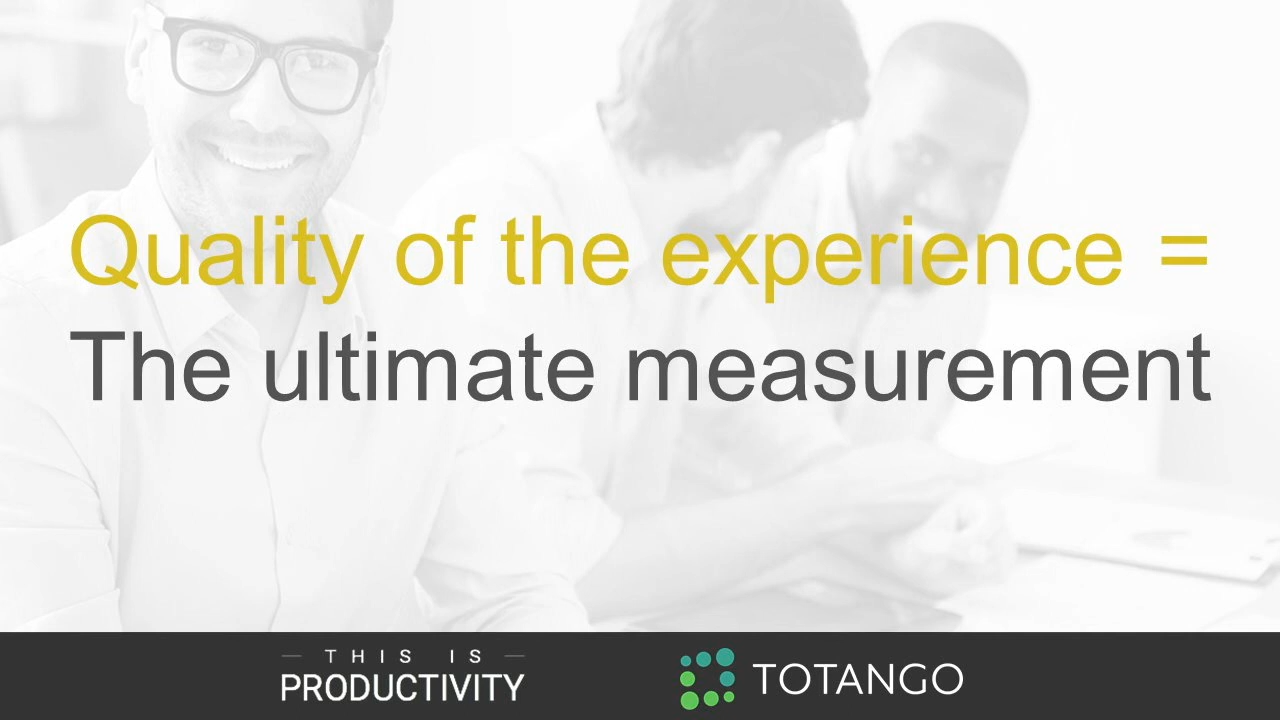 Quality of the experience =
The ultimate measurement
THIS IS
PRODUCTIVITY
TOTANGO